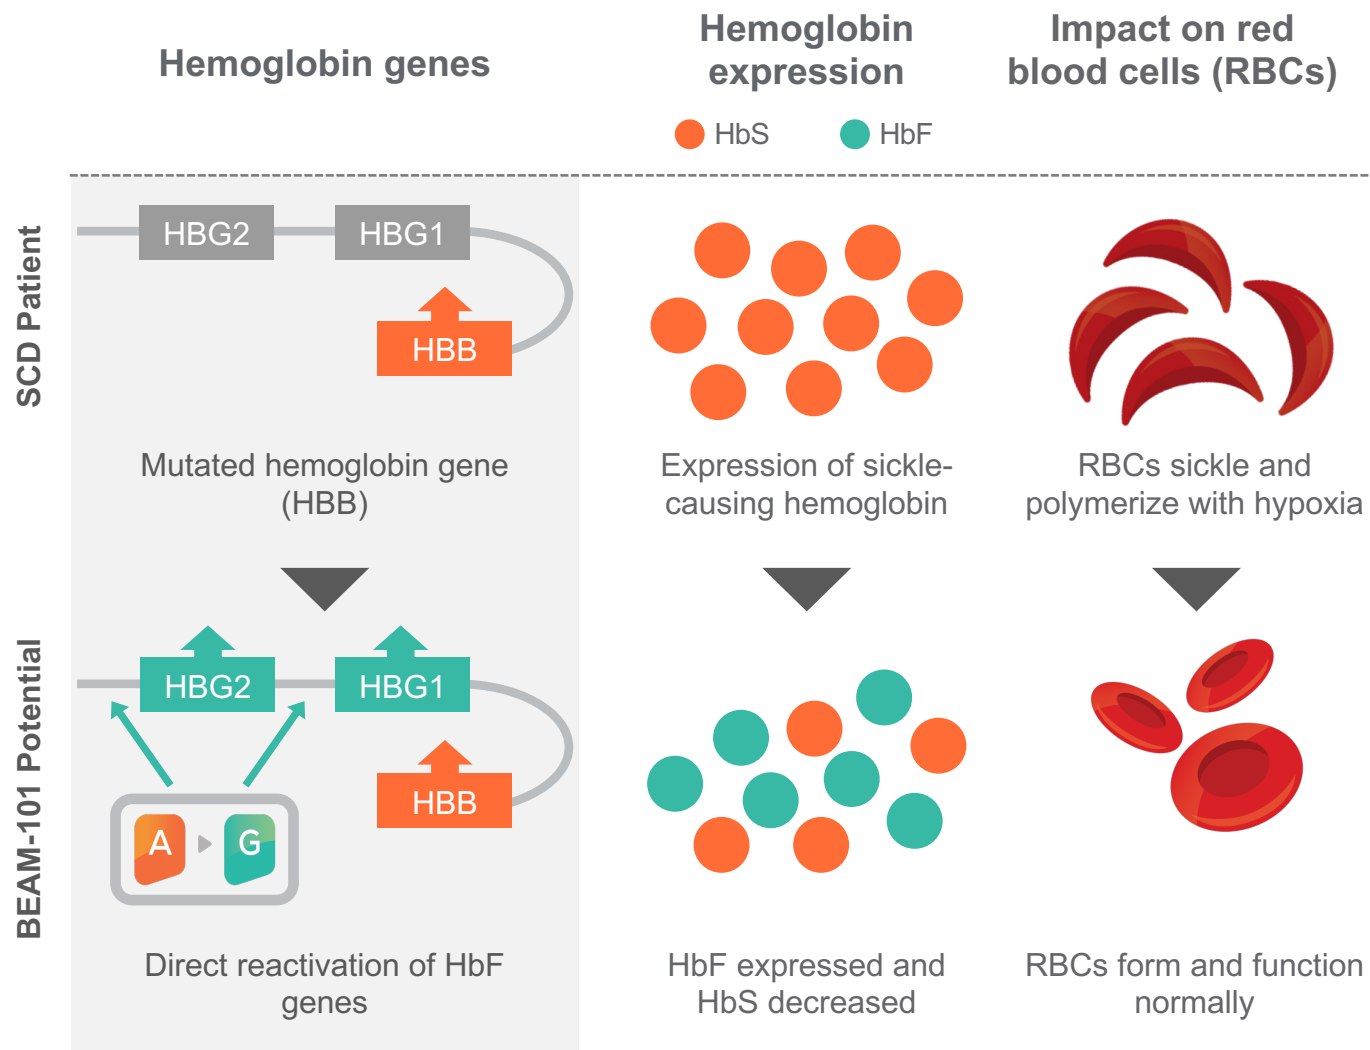 Hemoglobin genes
Hemoglobin
expression
Impact on red
blood cells (RBCs)
HbS
HbF
SCD Patient
HBG2
HBG1
HBB
Mutated hemoglobin gene
(HBB)
Expression of sickle-
causing hemoglobin
RBCs sickle and
polymerize with hypoxia
BEAM-101 Potential
HBG2
HBG1
HBB
A
G
Direct reactivation of HbF
genes
HbF expressed and
HbS decreased
RBCs form and function
normally